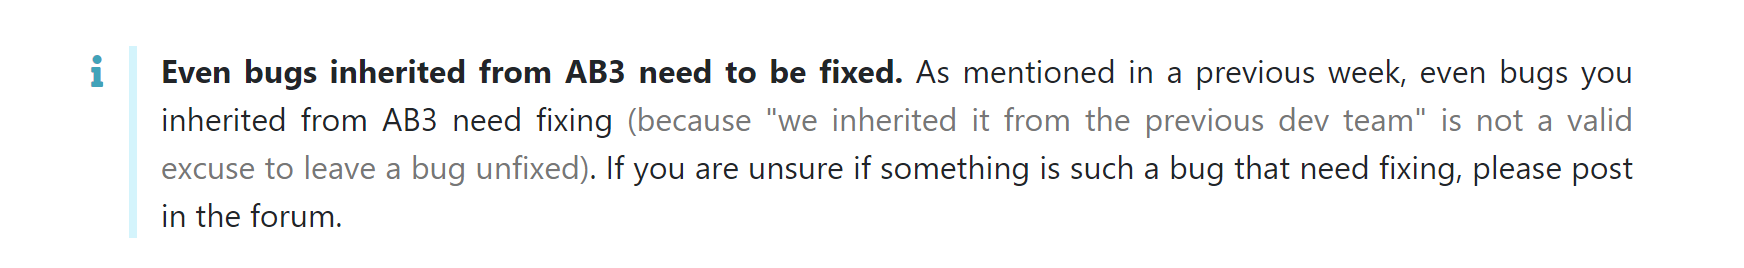 Even bugs inherited from AB3 need to be fixed. As mentioned in a previous week, even bugs you
inherited from AB3 need fixing (because "we inherited it from the previous dev team" is not a valid
excuse to leave a bug unfixed). If you are unsure if something is such a bug that need fixing, please post
in the forum.